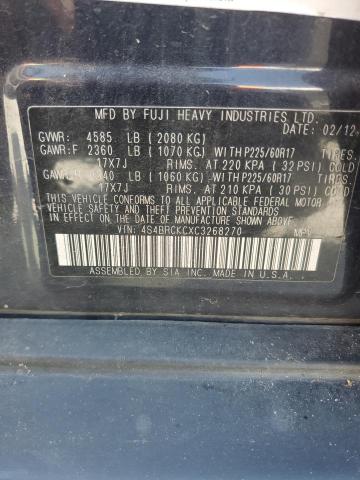 MFD BY FUJI HEAVY INDUSTRIES LTD.
DATE: 02/12
GVWR: 4585 LB ( 2080 KG)
GAWR:F 2360 LB ( 1070 KG) WITH P225/60R17 TIRES
17X7J RIMS, AT 220 KPA ( 32 PSI) COLD
LB ( 1060 KG) WITH P225/60R17 TIRES
17X7J RIMS, AT 210 KPA ( 30 PSI) COLD
THIS VEHICLE CONFORMS TO ALL APPLICABLE FEDERAL MOTOR
VEHICLE SAFETY, BUMPER, AND THEFT PREVENTION
STANDARDS IN EFFECT ON THE DATE OF MANUFACTURE SHOWN ABOVE.
VIN: 4S4BRCKCXC3268270 MPV
ASSEMBLED BY SIA INC. MADE IN U.S.A.